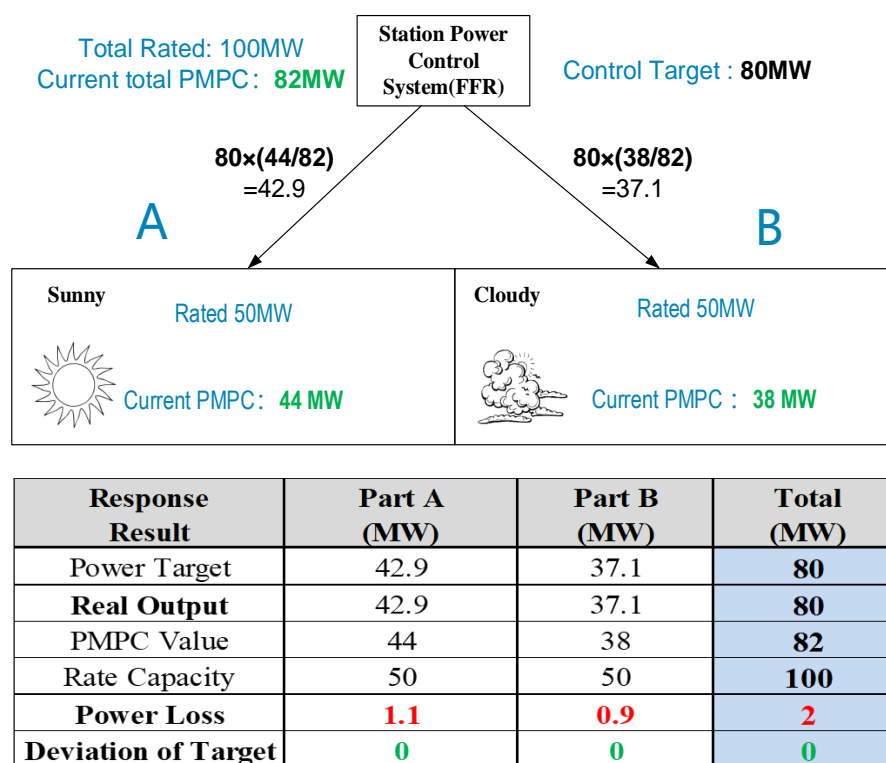 Total Rated: 100MW
Current total PMPC： 82MW
Station Power
Control
System(FFR)
Control Target : 80MW
80×(44/82)
=42.9
80×(38/82)
=37.1
A
B
Sunny
Rated 50MW
Current PMPC： 44 MW
Cloudy
Rated 50MW
Current PMPC ： 38 MW
Response Result Part A (MW) Part B (MW) Total (MW)
Power Target 42.9 37.1 80
Real Output 42.9 37.1 80
PMPC Value 44 38 82
Rate Capacity 50 50 100
Power Loss 1.1 0.9 2
Deviation of Target 0 0 0